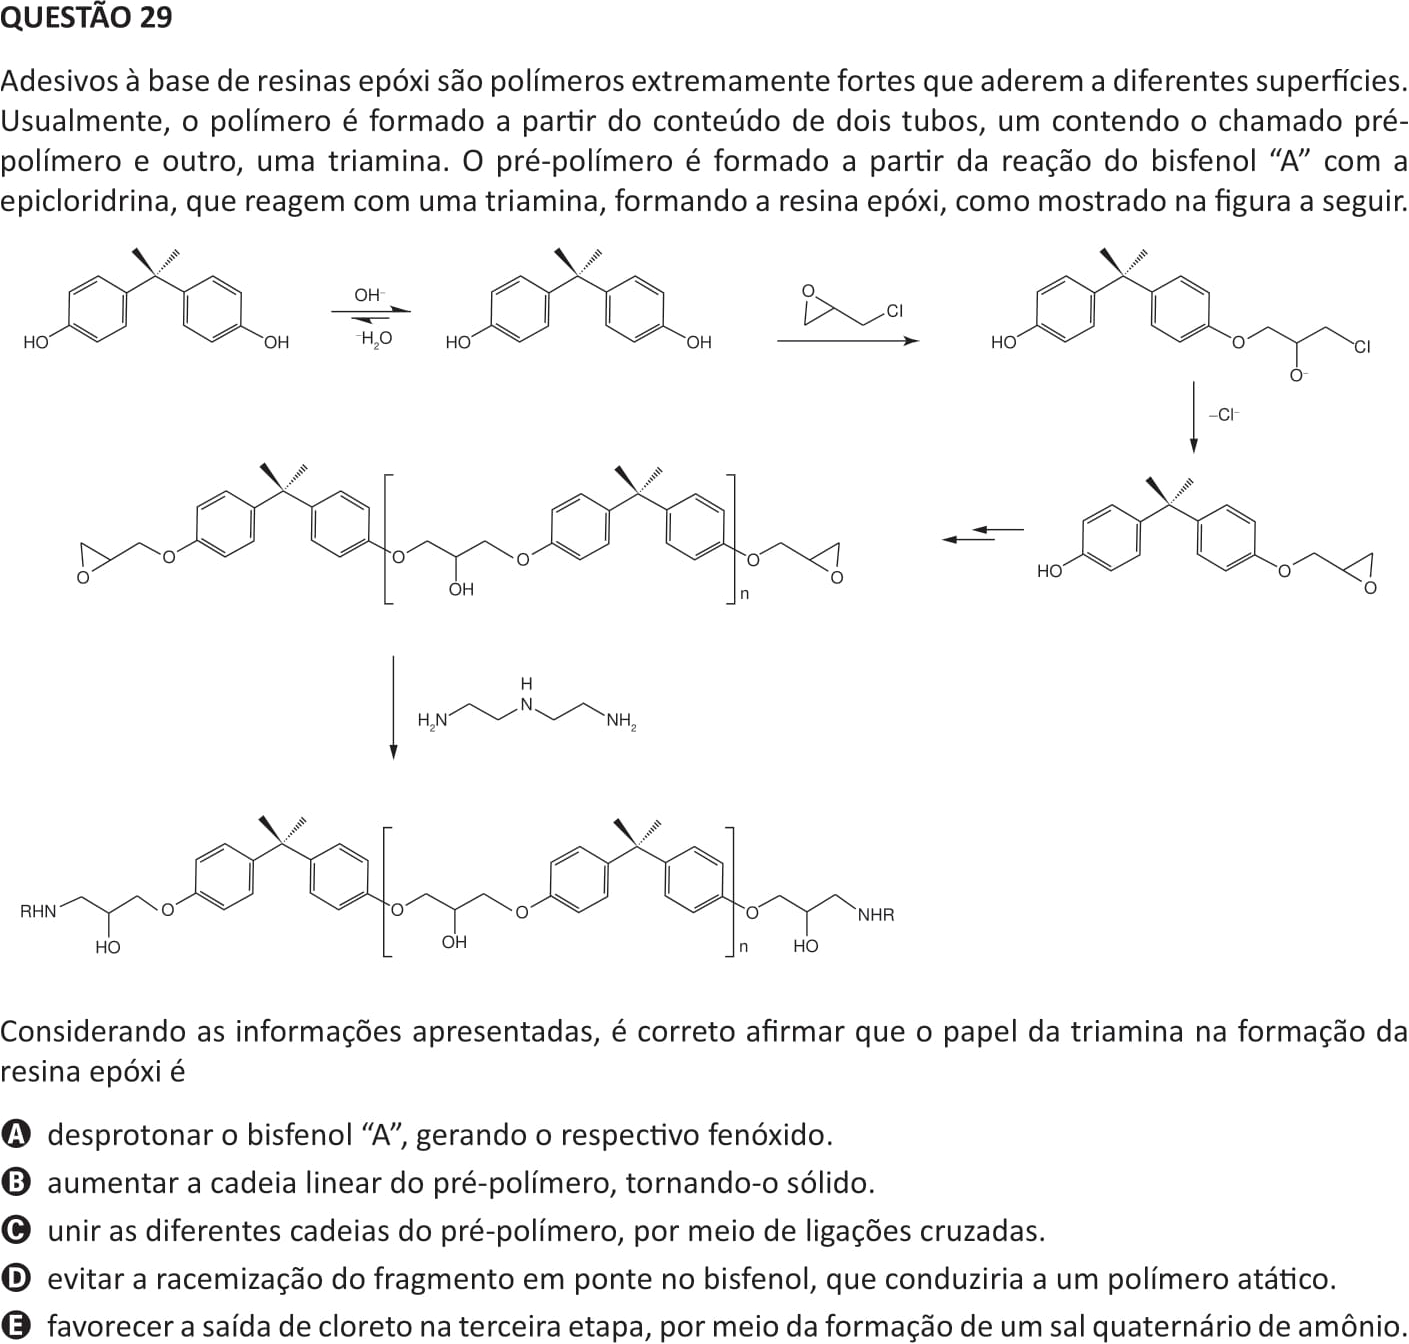 QUESTÃO 29
Adesivos à base de resinas epóxi são polímeros extremamente fortes que aderem a diferentes superfícies.
Usualmente, o polímero é formado a partir do conteúdo de dois tubos, um contendo o chamado pré-
polímero e outro, uma triamina. O pré-polímero é formado a partir da reação do bisfenol “A” com a
epicloridrina, que reagem com uma triamina, formando a resina epóxi, como mostrado na figura a seguir.
HO OH OH⁻ ⁻H₂O HO OH O Cl HO O O⁻ Cl
–Cl⁻
O O O OH O n O O HO O O
H₂N H N NH₂
RHN HO O O OH O n O HO NHR
Considerando as informações apresentadas, é correto afirmar que o papel da triamina na formação da
resina epóxi é
A desprotonar o bisfenol “A”, gerando o respectivo fenóxido.
B aumentar a cadeia linear do pré-polímero, tornando-o sólido.
C unir as diferentes cadeias do pré-polímero, por meio de ligações cruzadas.
D evitar a racemização do fragmento em ponte no bisfenol, que conduziria a um polímero atático.
E favorecer a saída de cloreto na terceira etapa, por meio da formação de um sal quaternário de amônio.